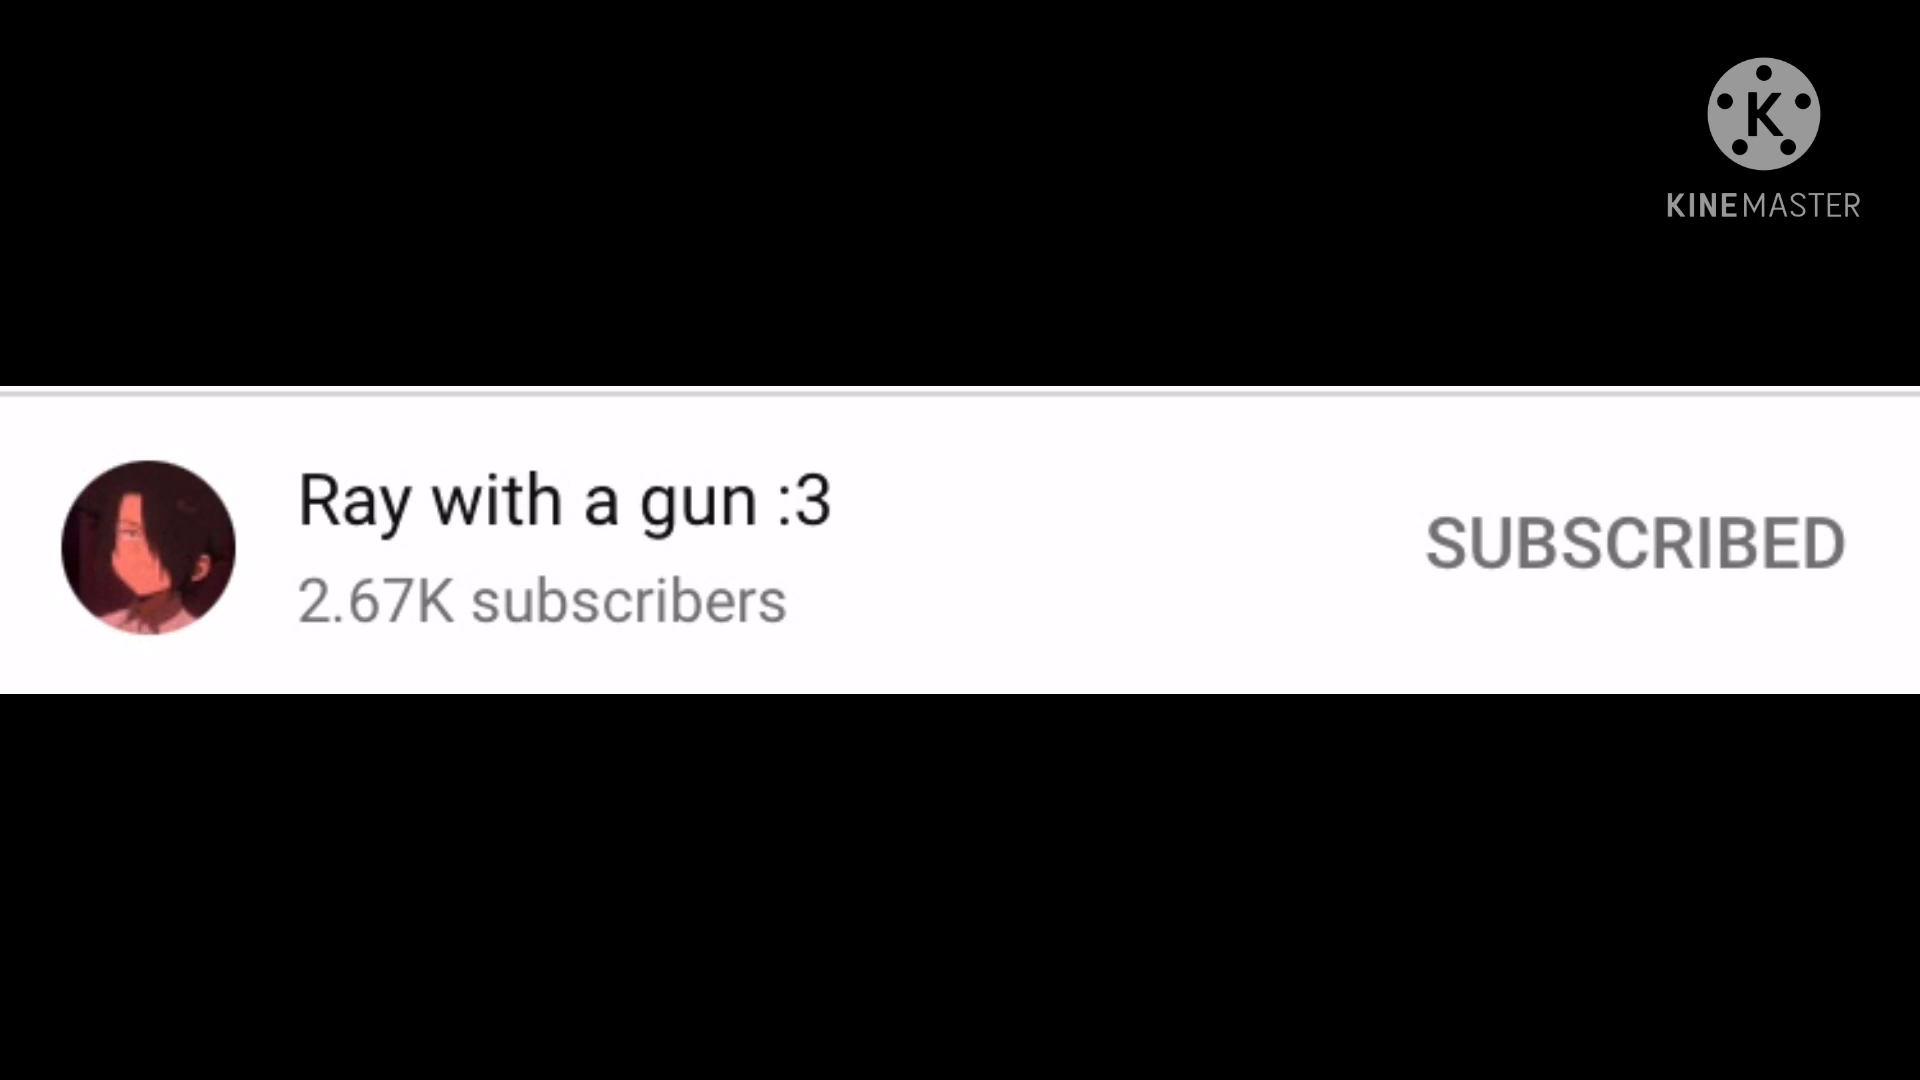 K
KINEMASTER
Ray with a gun :3
SUBSCRIBED
2.67K subscribers